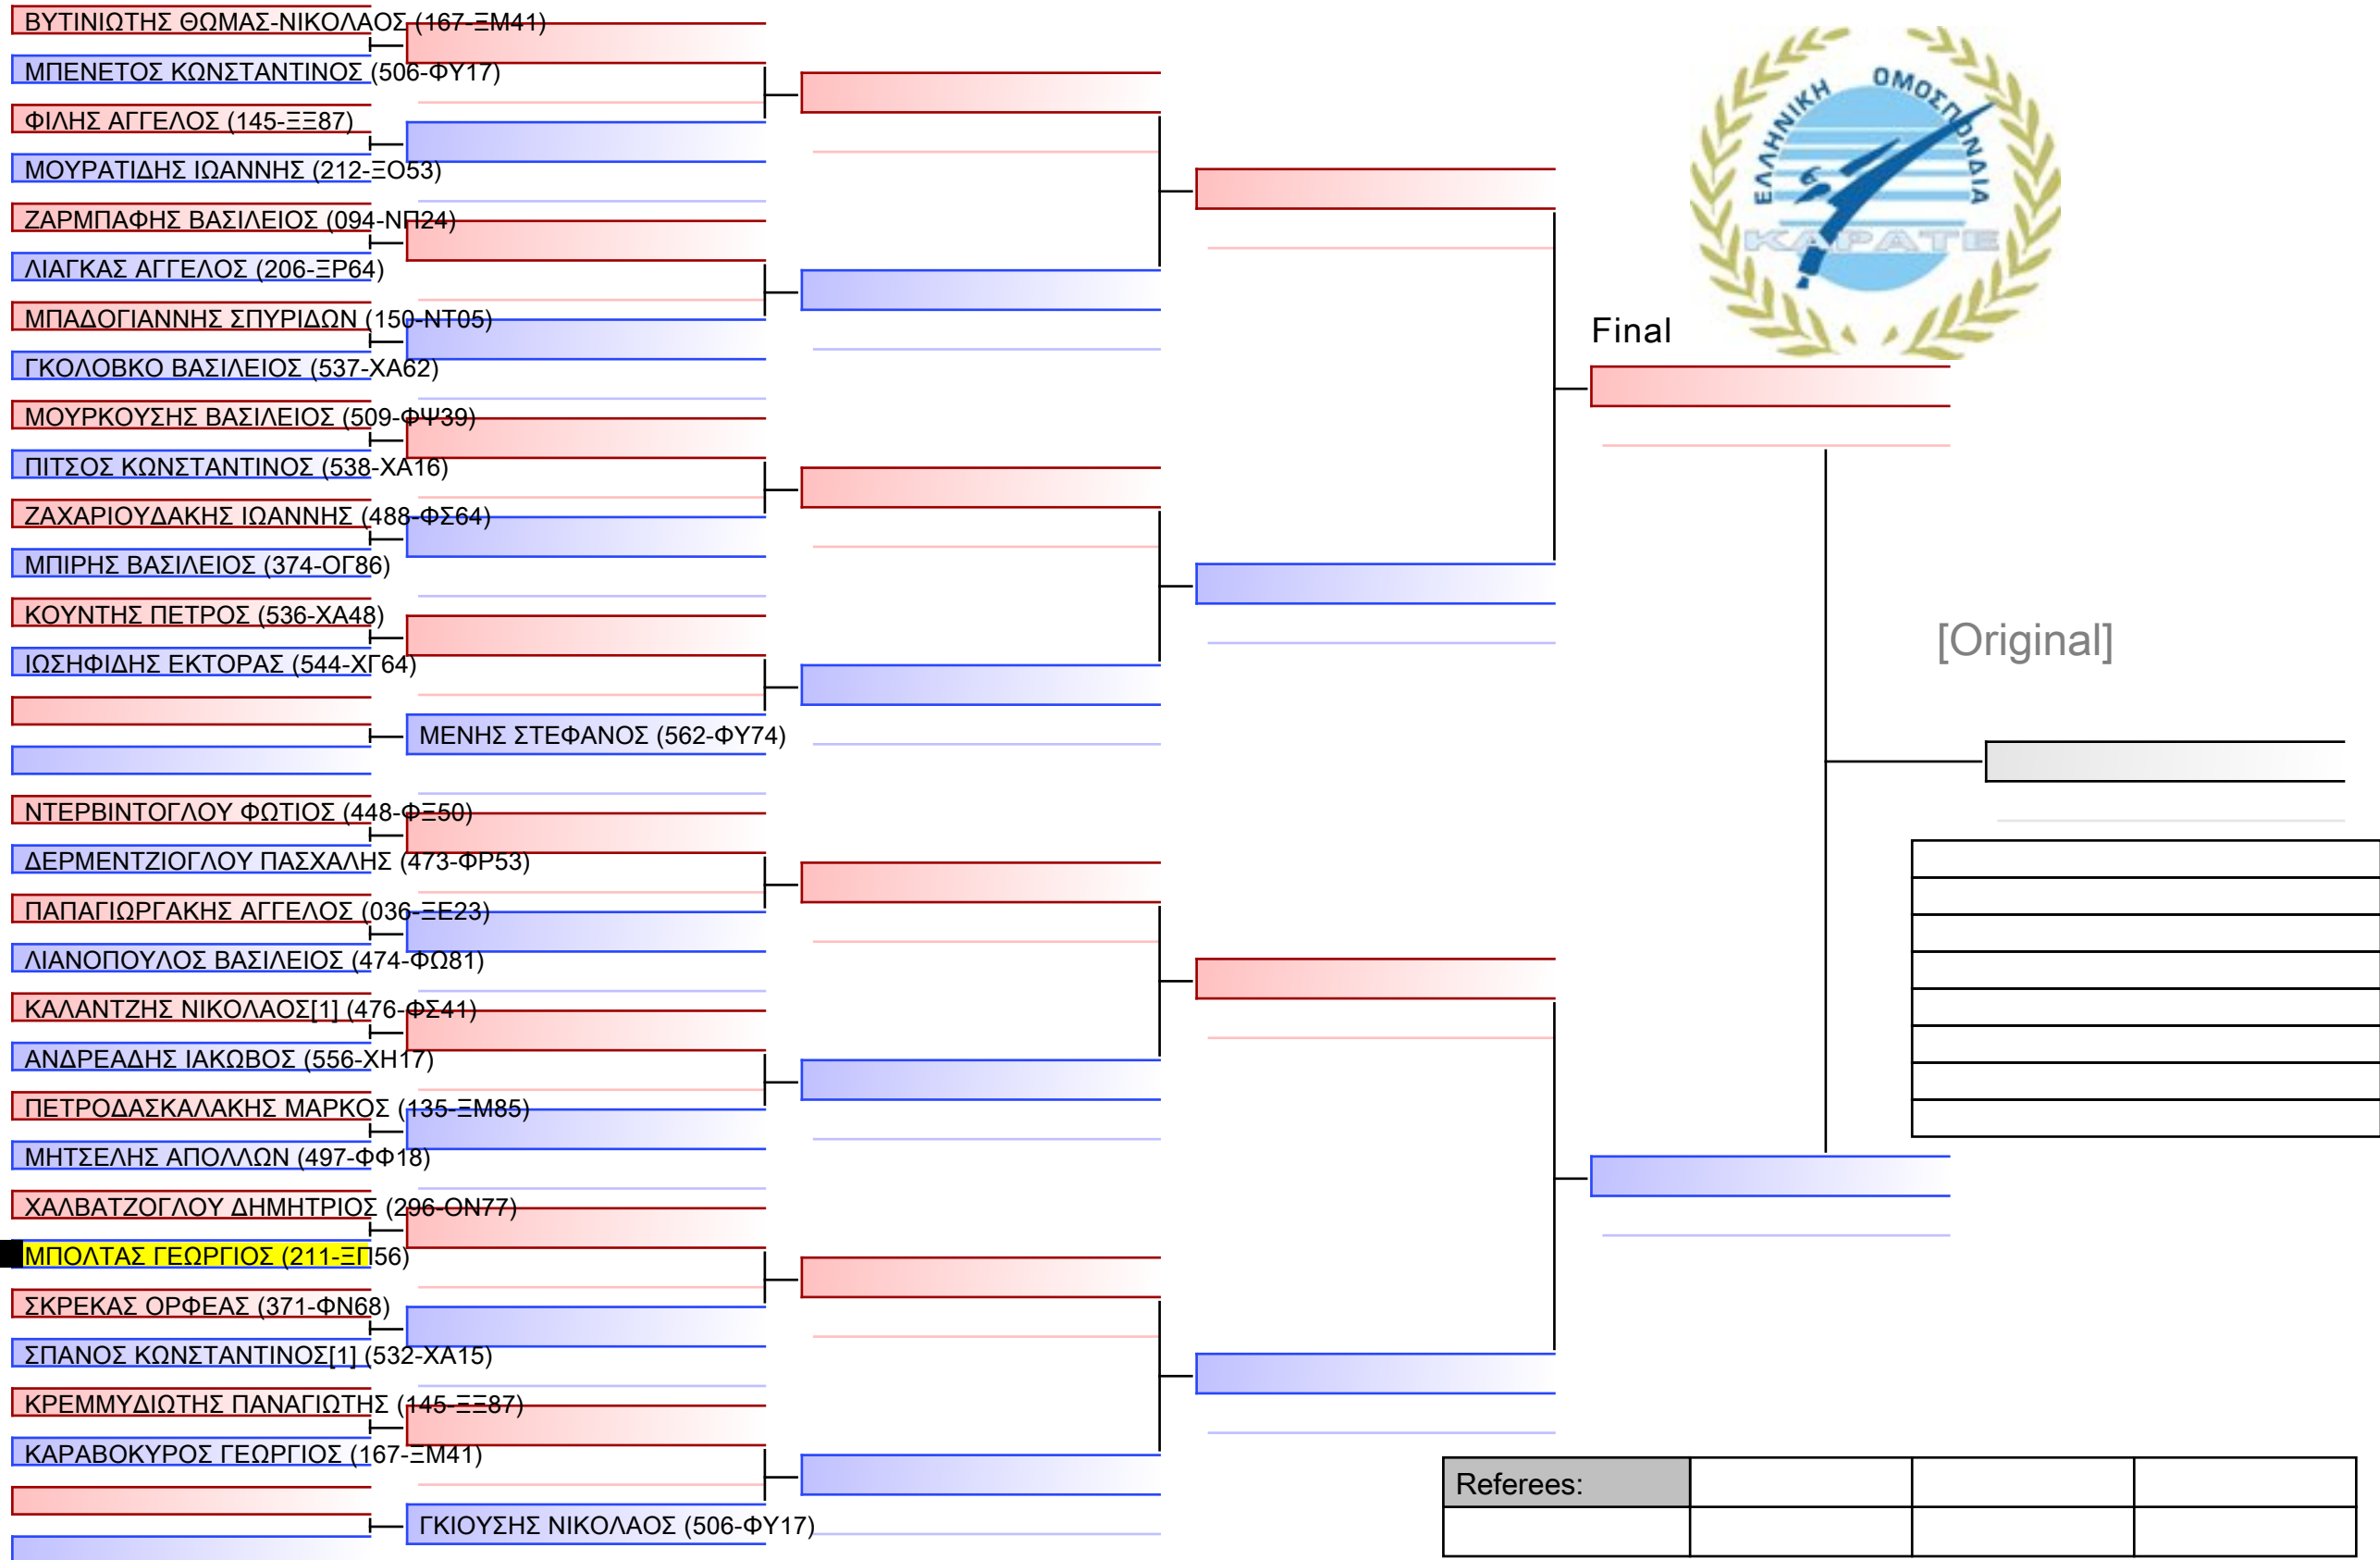 ΒΥΤΙΝΙΩΤΗΣ ΘΩΜΑΣ-ΝΙΚΟΛΑΟΣ (167-ΞΜ41)
ΜΠΕΝΕΤΟΣ ΚΩΝΣΤΑΝΤΙΝΟΣ (506-ΦΥ17)
ΦΙΛΗΣ ΑΓΓΕΛΟΣ (145-ΞΞ87)
ΜΟΥΡΑΤΙΔΗΣ ΙΩΑΝΝΗΣ (212-ΞΟ53)
ΖΑΡΜΠΑΦΗΣ ΒΑΣΙΛΕΙΟΣ (094-ΝΠ24)
ΛΙΑΓΚΑΣ ΑΓΓΕΛΟΣ (206-ΞΡ64)
ΜΠΑΔΟΓΙΑΝΝΗΣ ΣΠΥΡΙΔΩΝ (150-ΝΤ05)
ΓΚΟΛΟΒΚΟ ΒΑΣΙΛΕΙΟΣ (537-ΧΑ62)
ΜΟΥΡΚΟΥΣΗΣ ΒΑΣΙΛΕΙΟΣ (509-ΦΨ39)
ΠΙΤΣΟΣ ΚΩΝΣΤΑΝΤΙΝΟΣ (538-ΧΑ16)
ΖΑΧΑΡΙΟΥΔΑΚΗΣ ΙΩΑΝΝΗΣ (488-ΦΣ64)
ΜΠΙΡΗΣ ΒΑΣΙΛΕΙΟΣ (374-ΟΓ86)
ΚΟΥΝΤΗΣ ΠΕΤΡΟΣ (536-ΧΑ48)
ΙΩΣΗΦΙΔΗΣ ΕΚΤΟΡΑΣ (544-ΧΓ64)
ΜΕΝΗΣ ΣΤΕΦΑΝΟΣ (562-ΦΥ74)
ΝΤΕΡΒΙΝΤΟΓΛΟΥ ΦΩΤΙΟΣ (448-ΦΞ50)
ΔΕΡΜΕΝΤΖΙΟΓΛΟΥ ΠΑΣΧΑΛΗΣ (473-ΦΡ53)
ΠΑΠΑΓΙΩΡΓΑΚΗΣ ΑΓΓΕΛΟΣ (036-ΞΕ23)
ΛΙΑΝΟΠΟΥΛΟΣ ΒΑΣΙΛΕΙΟΣ (474-ΦΩ81)
ΚΑΛΑΝΤΖΗΣ ΝΙΚΟΛΑΟΣ[1] (476-ΦΣ41)
ΑΝΔΡΕΑΔΗΣ ΙΑΚΩΒΟΣ (556-ΧΗ17)
ΠΕΤΡΟΔΑΣΚΑΛΑΚΗΣ ΜΑΡΚΟΣ (135-ΞΜ85)
ΜΗΤΣΕΛΗΣ ΑΠΟΛΛΩΝ (497-ΦΦ18)
ΧΑΛΒΑΤΖΟΓΛΟΥ ΔΗΜΗΤΡΙΟΣ (296-ΟΝ77)
ΜΠΟΛΤΑΣ ΓΕΩΡΓΙΟΣ (211-ΞΠ56)
ΣΚΡΕΚΑΣ ΟΡΦΕΑΣ (371-ΦΝ68)
ΣΠΑΝΟΣ ΚΩΝΣΤΑΝΤΙΝΟΣ[1] (532-ΧΑ15)
ΚΡΕΜΜΥΔΙΩΤΗΣ ΠΑΝΑΓΙΩΤΗΣ (145-ΞΞ87)
ΚΑΡΑΒΟΚΥΡΟΣ ΓΕΩΡΓΙΟΣ (167-ΞΜ41)
ΓΚΙΟΥΣΗΣ ΝΙΚΟΛΑΟΣ (506-ΦΥ17)
ΕΛΛΗΝΙΚΗ ΟΜΟΣΠΟΝΔΙΑ
ΚΑΡΑΤΕ
Final
[Original]
Referees: